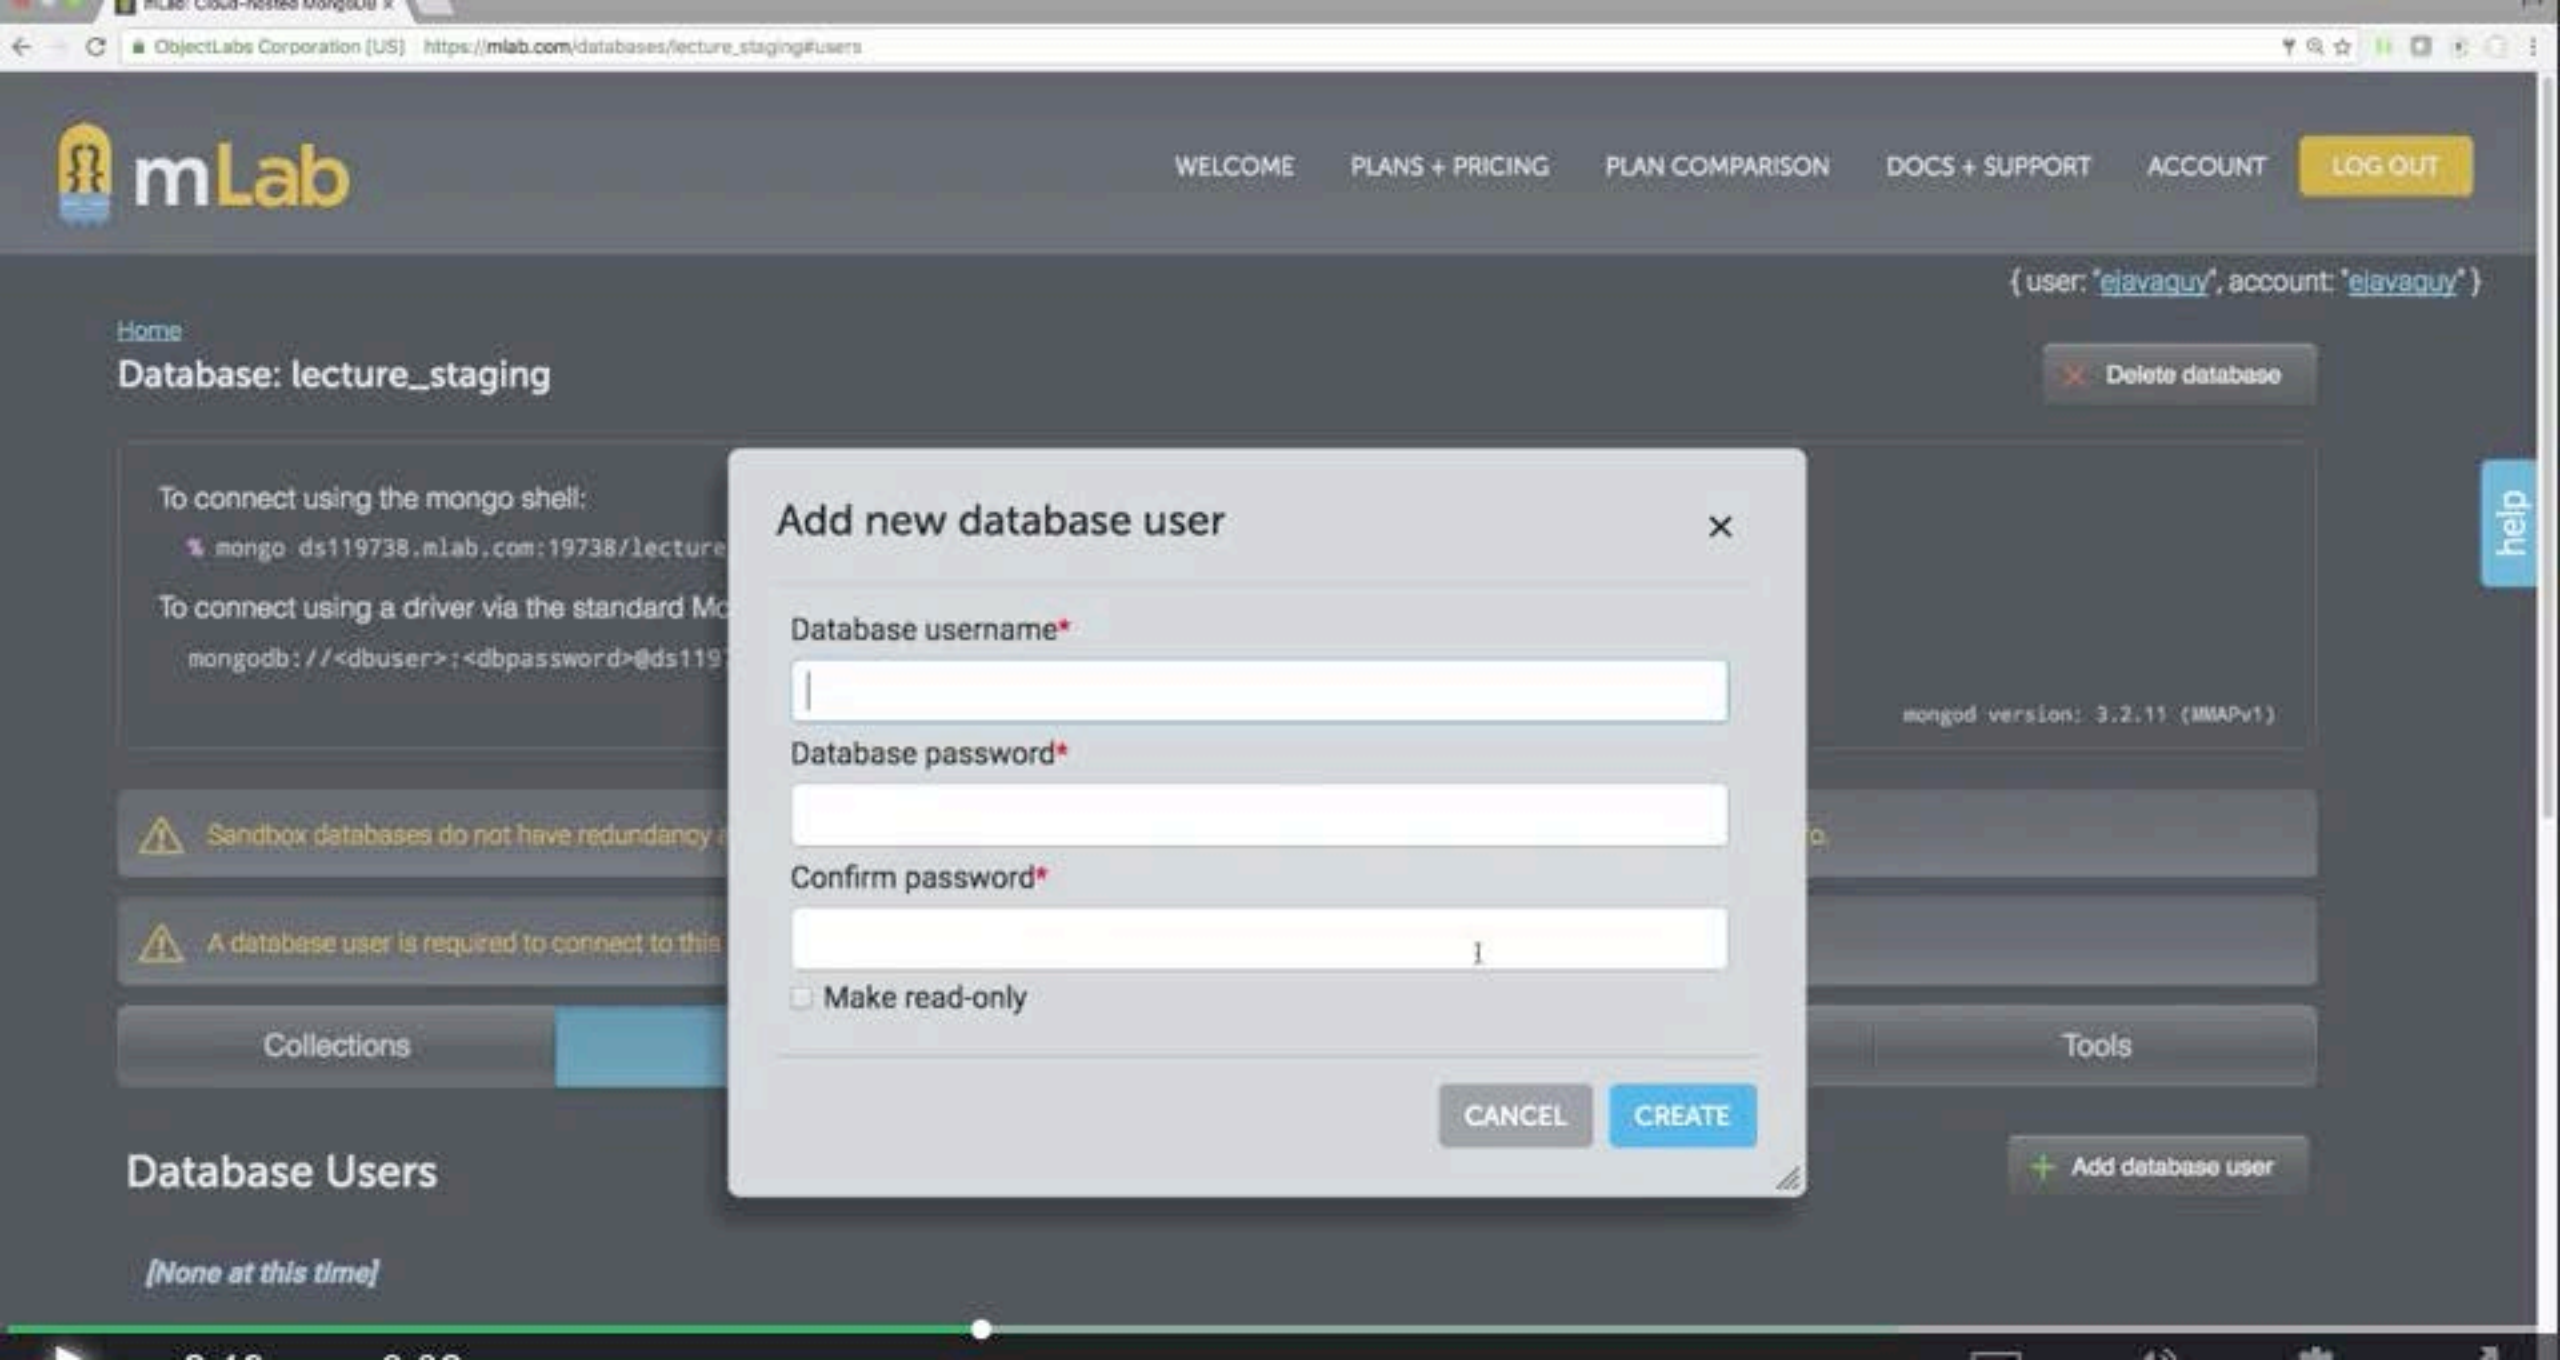 mLab: Cloud-hosted MongoDB ×
ObjectLabs Corporation [US] https://mlab.com/databases/lecture_staging#users
mLab
WELCOME PLANS + PRICING PLAN COMPARISON DOCS + SUPPORT ACCOUNT LOG OUT
{ user: "ejavaguy", account: "ejavaguy" }
Home
Database: lecture_staging
Delete database
To connect using the mongo shell:
% mongo ds119738.mlab.com:19738/lecture
To connect using a driver via the standard Mo
mongodb://<dbuser>:<dbpassword>@ds1197
mongod version: 3.2.11 (MMAPv1)
Sandbox databases do not have redundancy
A database user is required to connect to this
Collections
Tools
Database Users
Add database user
[None at this time]
help
Add new database user
×
Database username*
Database password*
Confirm password*
Make read-only
CANCEL CREATE